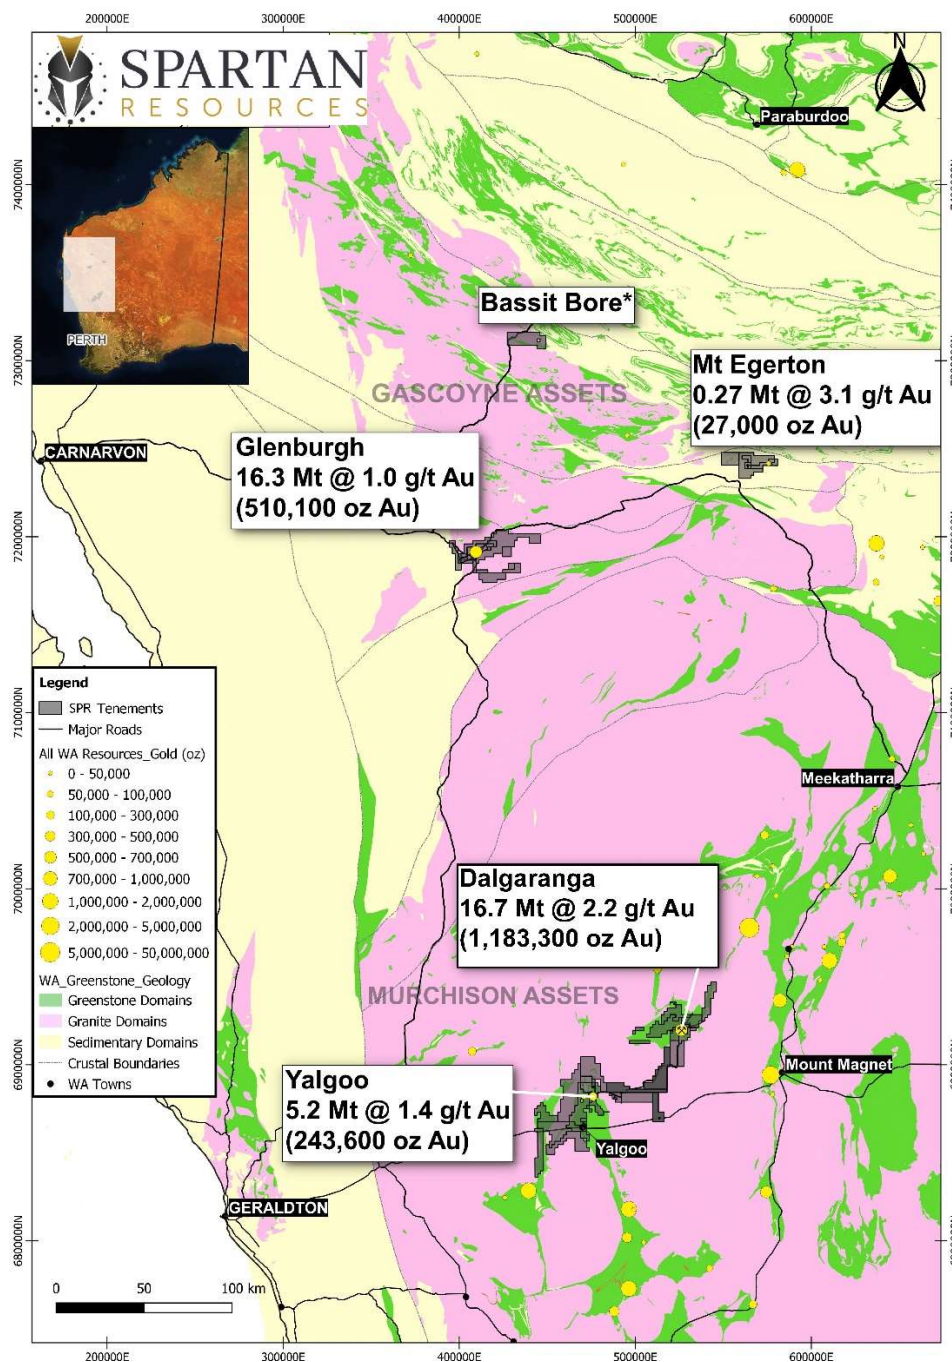 200000E 300000E 400000E 500000E 600000E
SPARTAN
RESOURCES
N
Paraburdoo
7400000N
PERTH
Bassit Bore*
7300000N
Mt Egerton
0.27 Mt @ 3.1 g/t Au
(27,000 oz Au)
GASCOYNE ASSETS
Glenburgh
16.3 Mt @ 1.0 g/t Au
(510,100 oz Au)
CARNARVON
7200000N
Legend
SPR Tenements
Major Roads
All WA Resources_Gold (oz)
0 - 50,000
50,000 - 100,000
100,000 - 300,000
300,000 - 500,000
500,000 - 700,000
700,000 - 1,000,000
1,000,000 - 2,000,000
2,000,000 - 5,000,000
5,000,000 - 50,000,000
WA_Greenstone_Geology
Greenstone Domains
Granite Domains
Sedimentary Domains
Crustal Boundaries
WA Towns
7100000N
Meekatharra
7000000N
Dalgaranga
16.7 Mt @ 2.2 g/t Au
(1,183,300 oz Au)
MURCHISON ASSETS
6900000N
Mount Magnet
Yalgoo
5.2 Mt @ 1.4 g/t Au
(243,600 oz Au)
Yalgoo
GERALDTON
6800000N
0 50 100 km
200000E 300000E 400000E 500000E 600000E